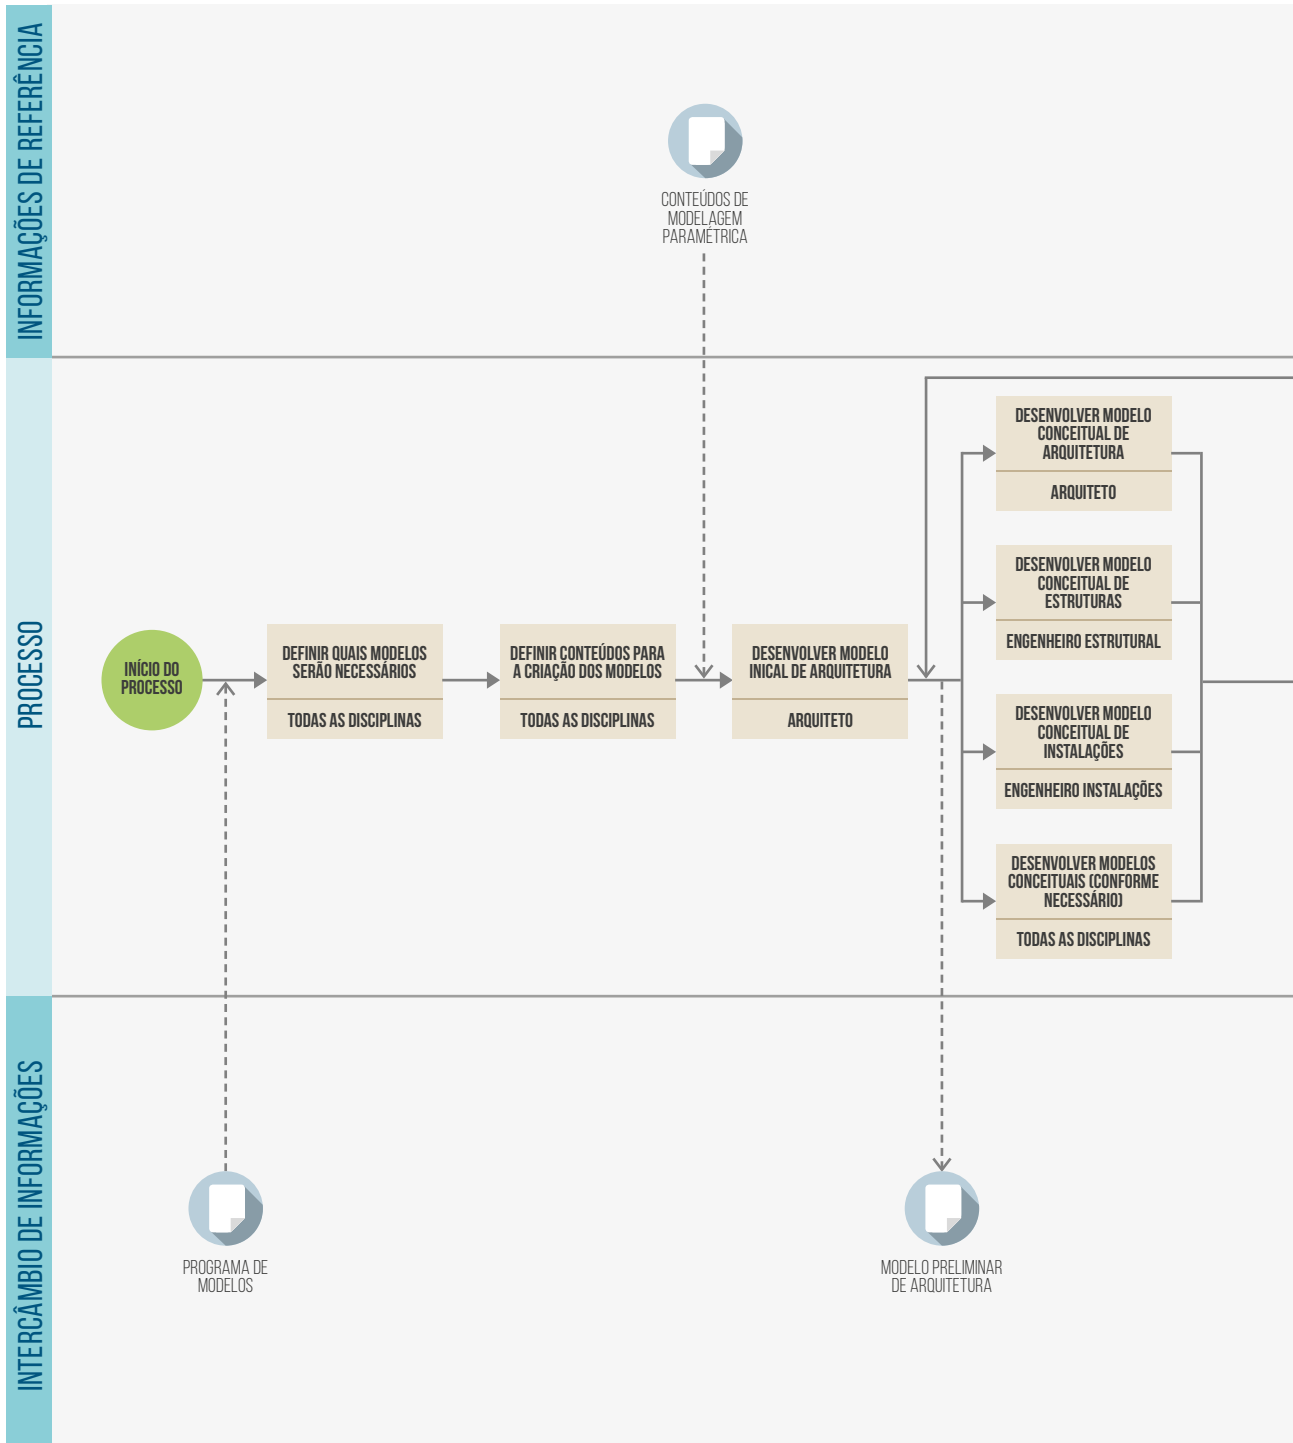 INFORMAÇÕES DE REFERÊNCIA
CONTEÚDOS DE
MODELAGEM
PARAMÉTRICA
PROCESSO
INÍCIO DO
PROCESSO
DEFINIR QUAIS MODELOS
SERÃO NECESSÁRIOS
TODAS AS DISCIPLINAS
DEFINIR CONTEÚDOS PARA
A CRIAÇÃO DOS MODELOS
TODAS AS DISCIPLINAS
DESENVOLVER MODELO
INICAL DE ARQUITETURA
ARQUITETO
DESENVOLVER MODELO
CONCEITUAL DE
ARQUITETURA
ARQUITETO
DESENVOLVER MODELO
CONCEITUAL DE
ESTRUTURAS
ENGENHEIRO ESTRUTURAL
DESENVOLVER MODELO
CONCEITUAL DE
INSTALAÇÕES
ENGENHEIRO INSTALAÇÕES
DESENVOLVER MODELOS
CONCEITUAIS (CONFORME
NECESSÁRIO)
TODAS AS DISCIPLINAS
INTERCÂMBIO DE INFORMAÇÕES
PROGRAMA DE
MODELOS
MODELO PRELIMINAR
DE ARQUITETURA